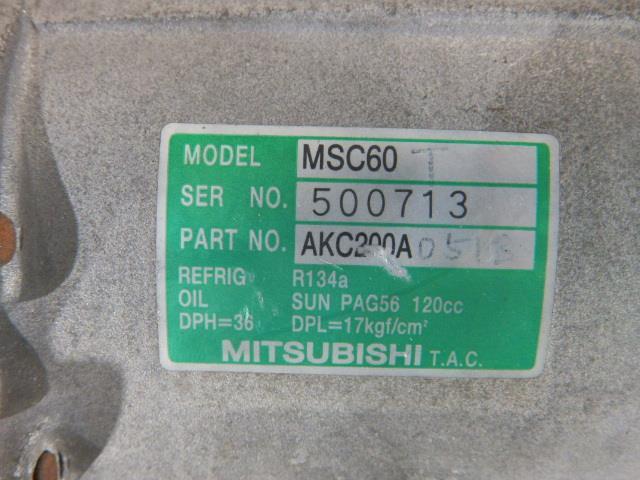 MODEL MSC60 T
SER NO. 500713
PART NO. AKC200A
REFRIG R134a
OIL SUN PAG56 120cc
DPH=36 DPL=17kgf/cm²
MITSUBISHI T.A.C.